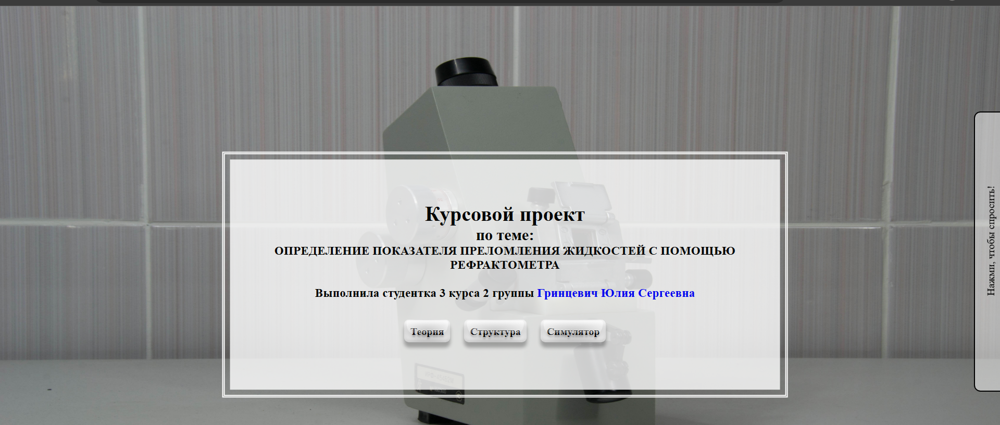 Курсовой проект
по теме:
ОПРЕДЕЛЕНИЕ ПОКАЗАТЕЛЯ ПРЕЛОМЛЕНИЯ ЖИДКОСТЕЙ С ПОМОЩЬЮ
РЕФРАКТОМЕТРА
Выполнила студентка 3 курса 2 группы Гринцевич Юлия Сергеевна
Теория
Структура
Симулятор
Нажми, чтобы спросить!